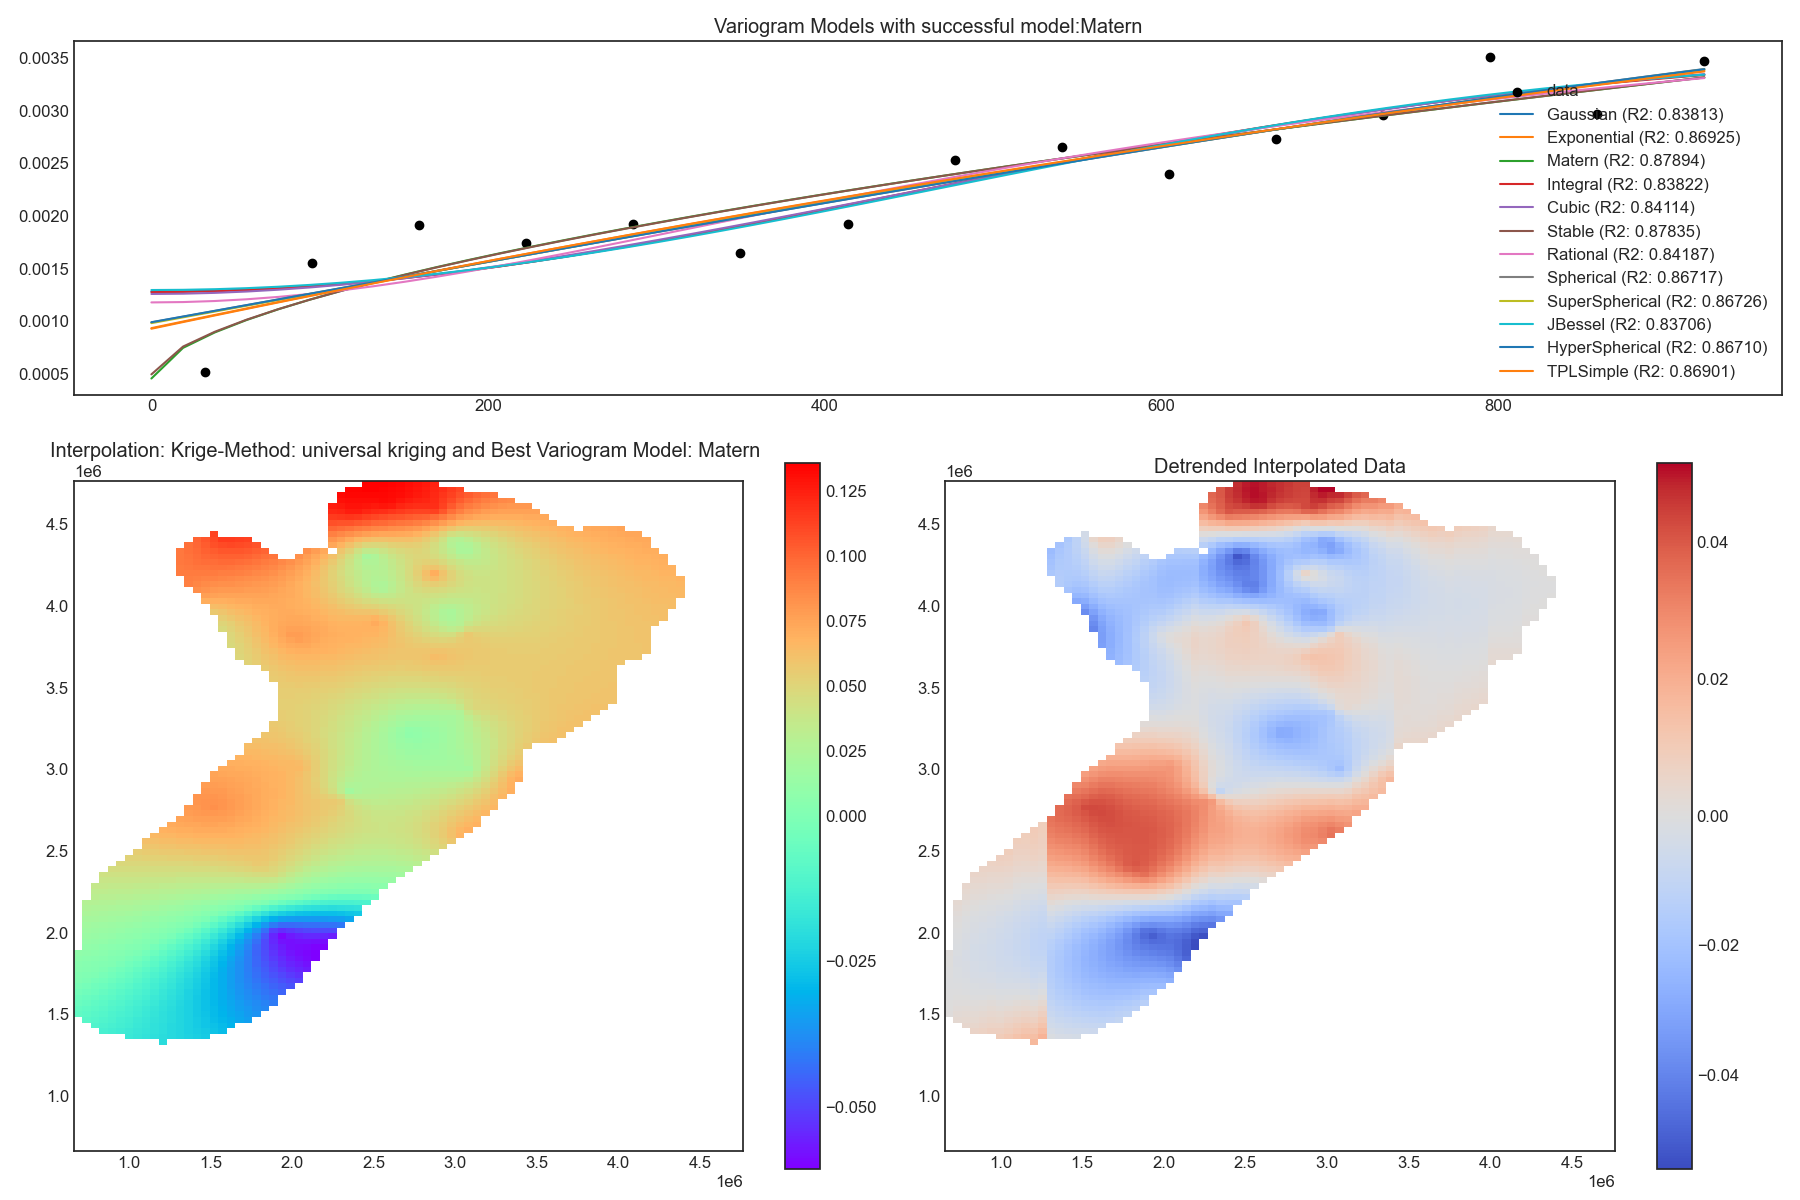 Variogram Models with successful model:Matern
0.0035
0.0030
0.0025
0.0020
0.0015
0.0010
0.0005
data
Gaussian (R2: 0.83813)
Exponential (R2: 0.86925)
Matern (R2: 0.87894)
Integral (R2: 0.83822)
Cubic (R2: 0.84114)
Stable (R2: 0.87835)
Rational (R2: 0.84187)
Spherical (R2: 0.86717)
SuperSpherical (R2: 0.86726)
JBessel (R2: 0.83706)
HyperSpherical (R2: 0.86710)
TPLSimple (R2: 0.86901)
0 200 400 600 800
Interpolation: Krige-Method: universal kriging and Best Variogram Model: Matern
1e6
4.5
4.0
3.5
3.0
2.5
2.0
1.5
1.0
1.0 1.5 2.0 2.5 3.0 3.5 4.0 4.5
1e6
0.125
0.100
0.075
0.050
0.025
0.000
−0.025
−0.050
Detrended Interpolated Data
1e6
4.5
4.0
3.5
3.0
2.5
2.0
1.5
1.0
1.0 1.5 2.0 2.5 3.0 3.5 4.0 4.5
1e6
0.04
0.02
0.00
−0.02
−0.04